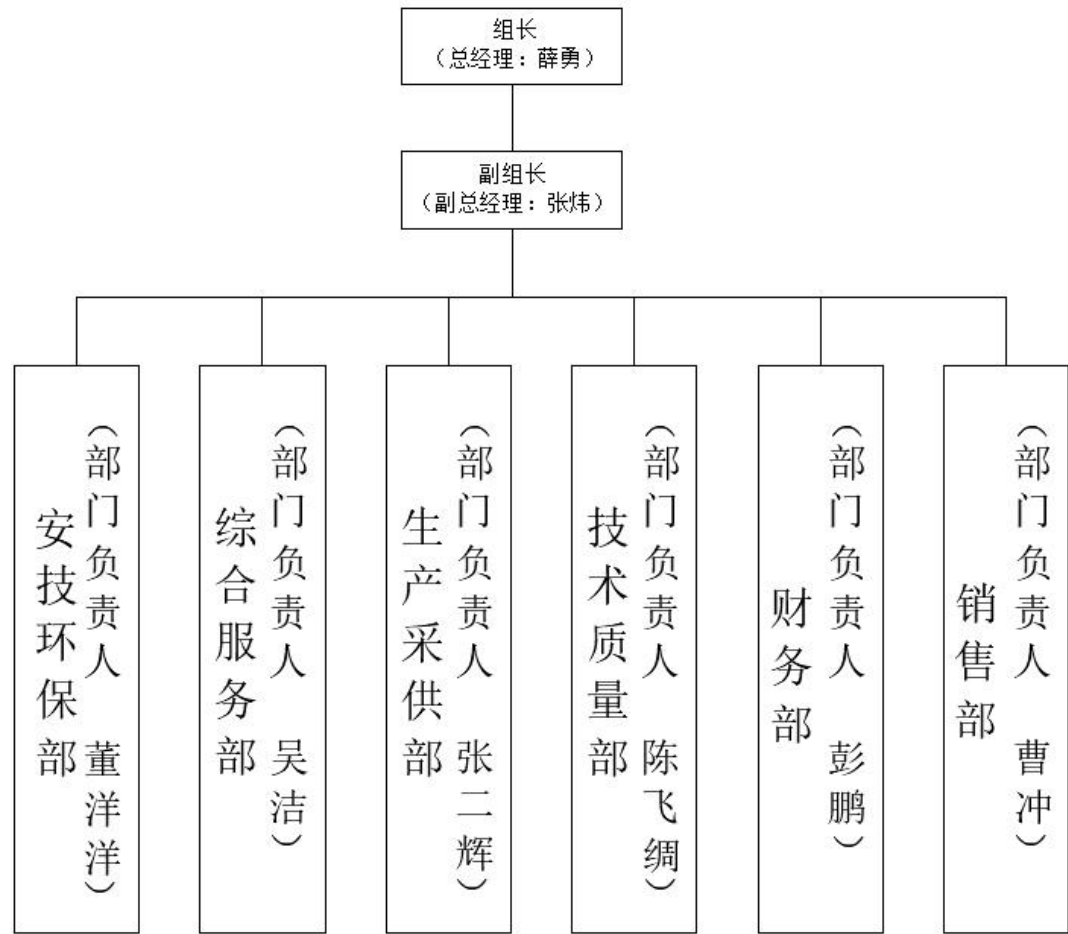 组长
（总经理：薛勇）
副组长
（副总经理：张炜）
安技环保部
（部门负责人 董洋洋）
综合服务部
（部门负责人 吴洁）
生产采供部
（部门负责人 张二辉）
技术质量部
（部门负责人 陈飞绸）
财务部
（部门负责人 彭鹏）
销售部
（部门负责人 曹冲）